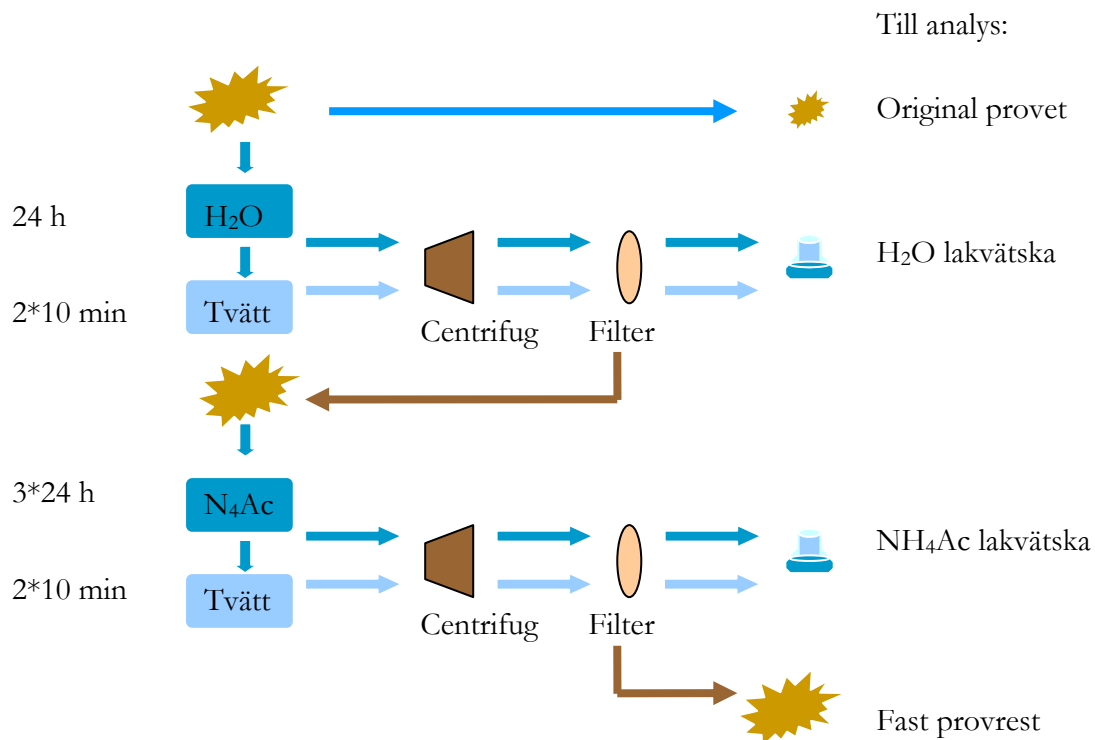 Till analys:
Original provet
24 h
H₂O
H₂O lakvätska
2*10 min
Tvätt
Centrifug
Filter
3*24 h
N₄Ac
NH₄Ac lakvätska
2*10 min
Tvätt
Centrifug
Filter
Fast provrest